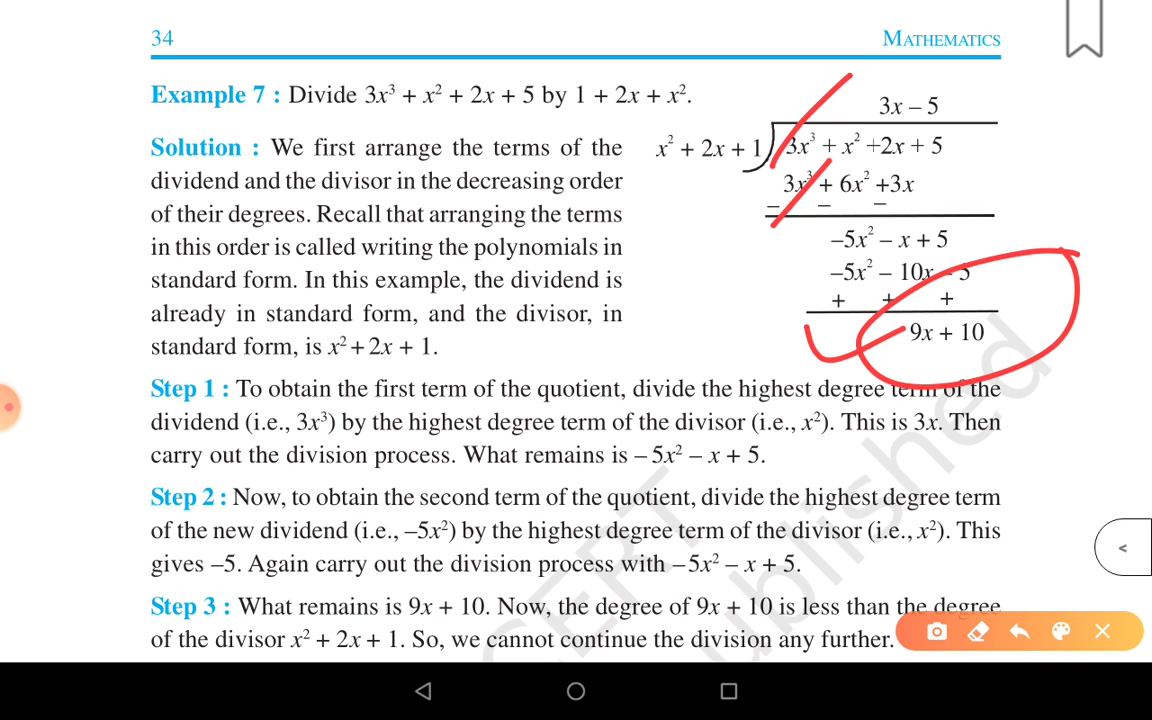 34
MATHEMATICS
Example 7 : Divide 3x³ + x² + 2x + 5 by 1 + 2x + x².
3x – 5
Solution : We first arrange the terms of the
x² + 2x + 1) 3x³ + x² +2x + 5
dividend and the divisor in the decreasing order
3x³ + 6x² +3x
of their degrees. Recall that arranging the terms
– – –
in this order is called writing the polynomials in
–5x² – x + 5
standard form. In this example, the dividend is
–5x² – 10x – 5
already in standard form, and the divisor, in
+ + +
standard form, is x² + 2x + 1.
9x + 10
Step 1 : To obtain the first term of the quotient, divide the highest degree term of the
dividend (i.e., 3x³) by the highest degree term of the divisor (i.e., x²). This is 3x. Then
carry out the division process. What remains is – 5x² – x + 5.
Step 2 : Now, to obtain the second term of the quotient, divide the highest degree term
of the new dividend (i.e., –5x²) by the highest degree term of the divisor (i.e., x²). This
gives –5. Again carry out the division process with – 5x² – x + 5.
Step 3 : What remains is 9x + 10. Now, the degree of 9x + 10 is less than the degree
of the divisor x² + 2x + 1. So, we cannot continue the division any further.